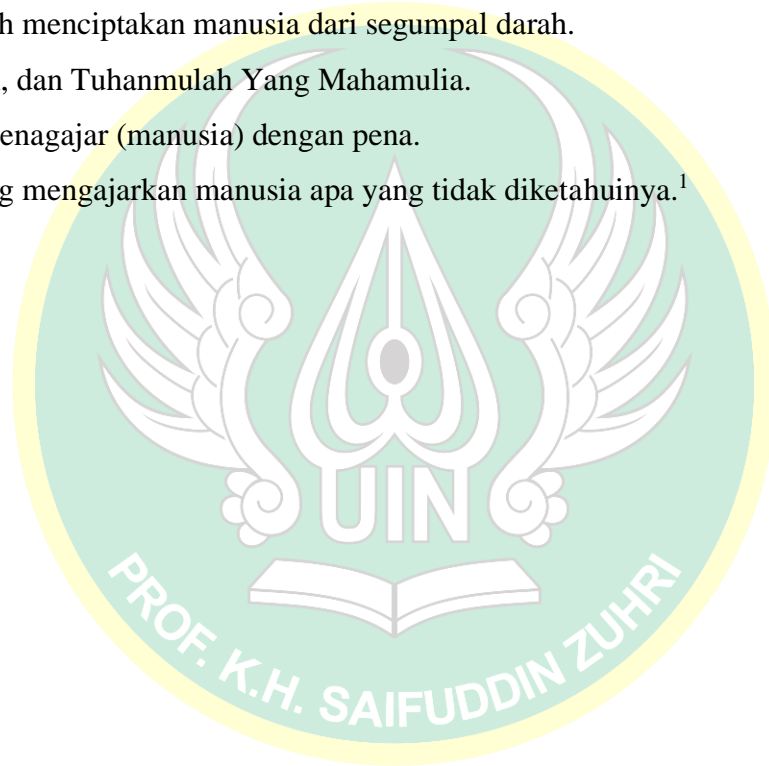 h menciptakan manusia dari segumpal darah.
, dan Tuhanmulah Yang Mahamulia.
enagajar (manusia) dengan pena.
g mengajarkan manusia apa yang tidak diketahuinya.1
UIN
PROF. K.H. SAIFUDDIN ZUHRI